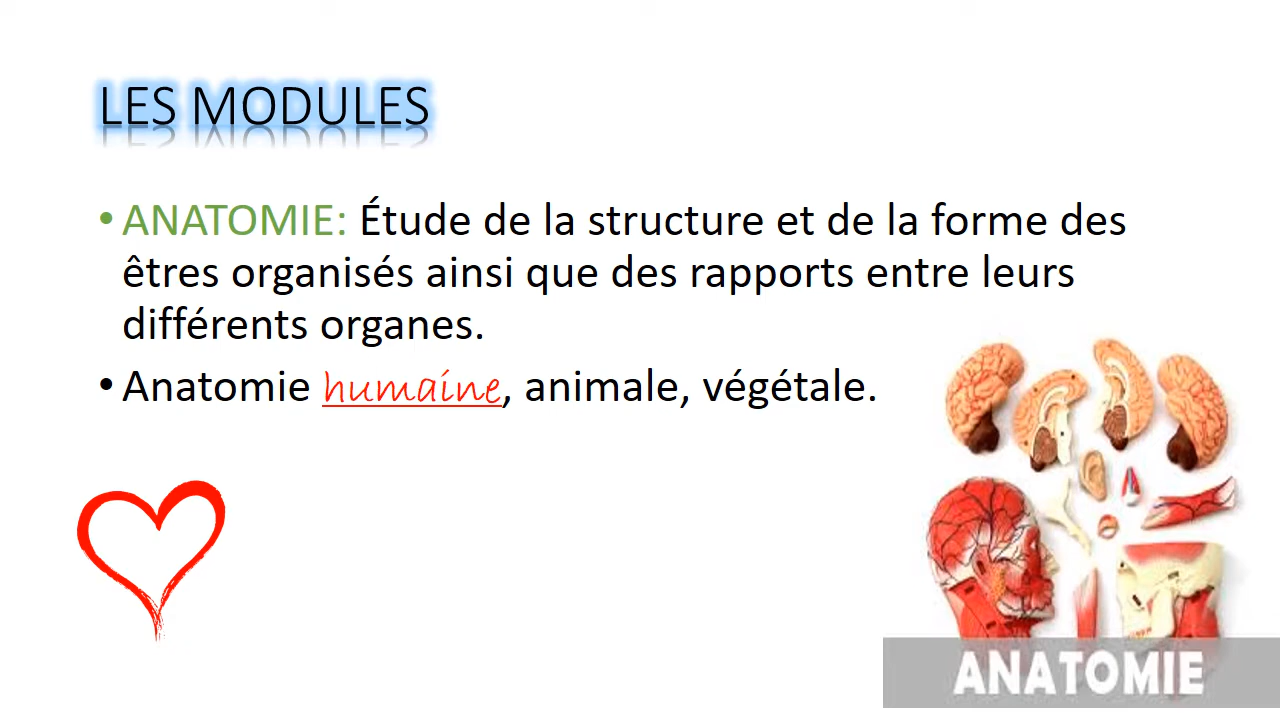 LES MODULES
• ANATOMIE: Étude de la structure et de la forme des
êtres organisés ainsi que des rapports entre leurs
différents organes.
• Anatomie humaine, animale, végétale.
ANATOMIE